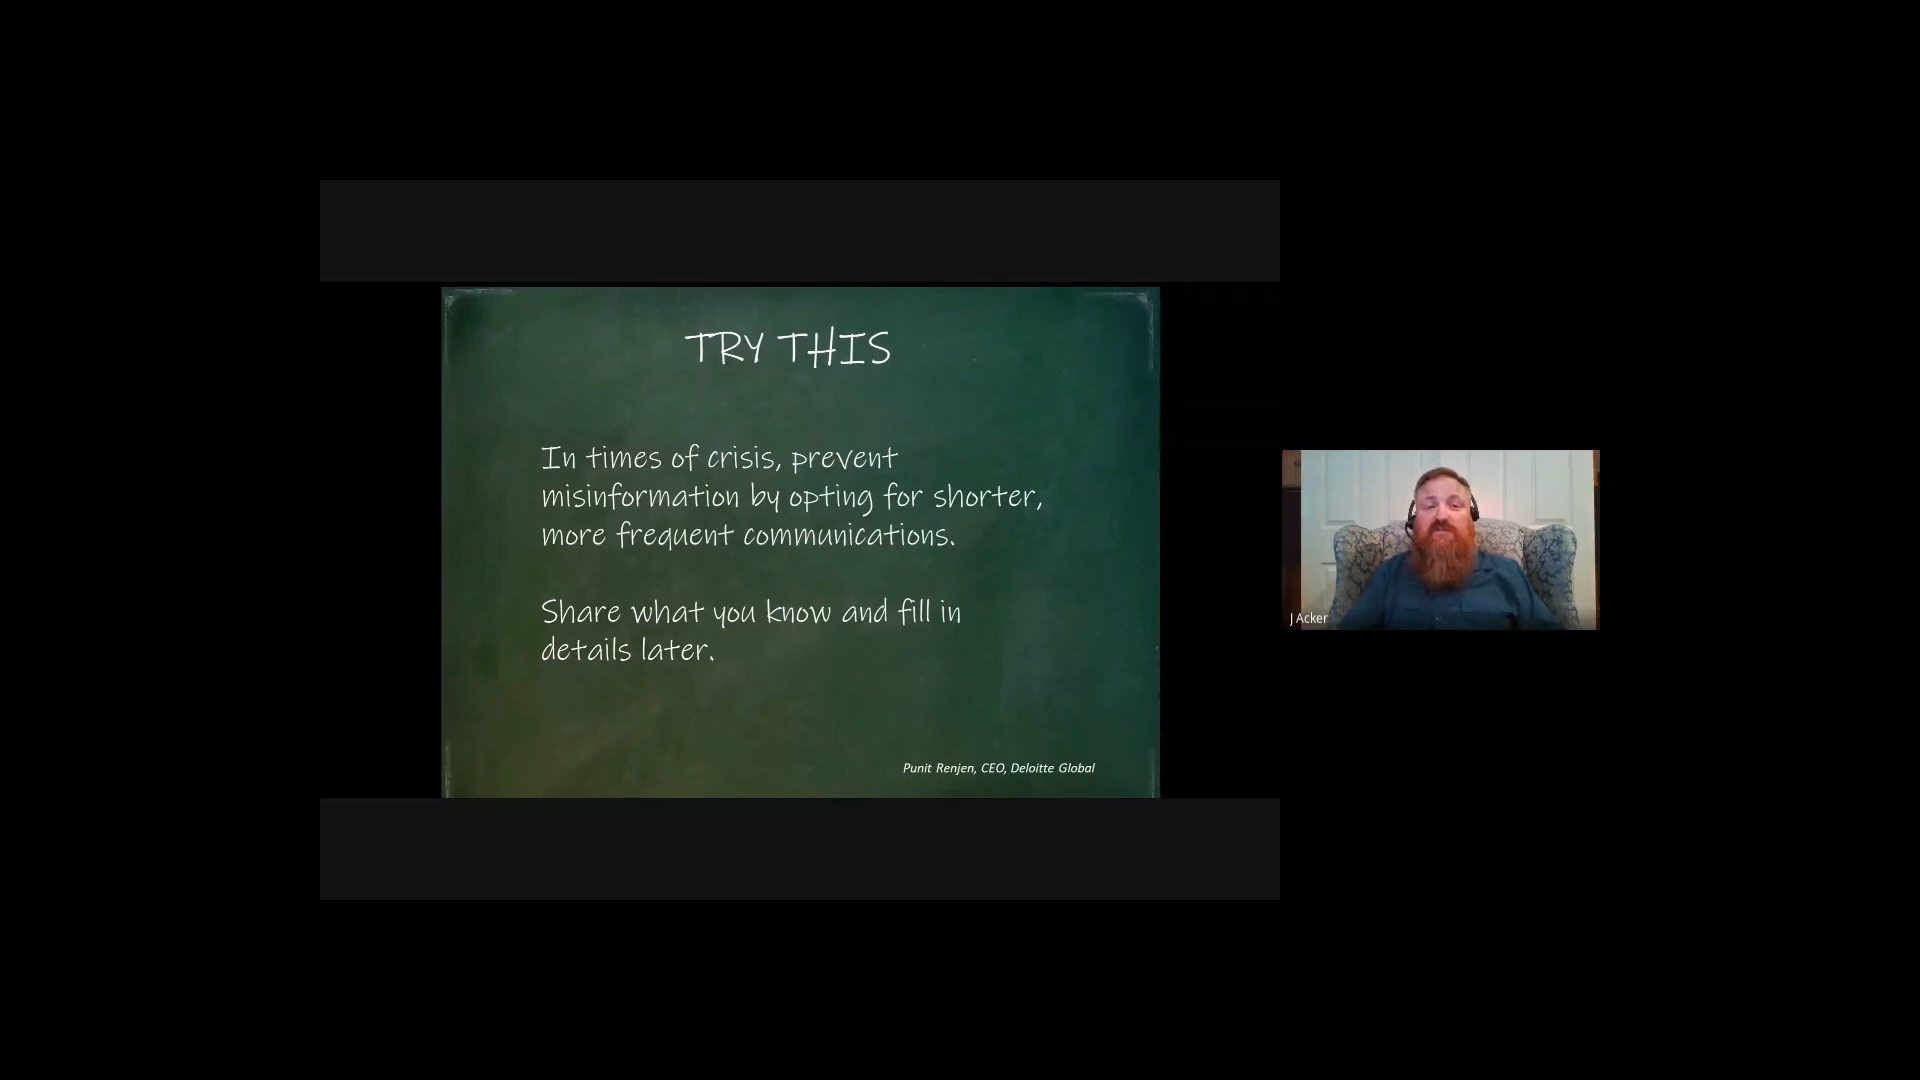 TRY THIS
In times of crisis, prevent
misinformation by opting for shorter,
more frequent communications.
Share what you know and fill in
details later.
Punit Renjen, CEO, Deloitte Global
J Acker